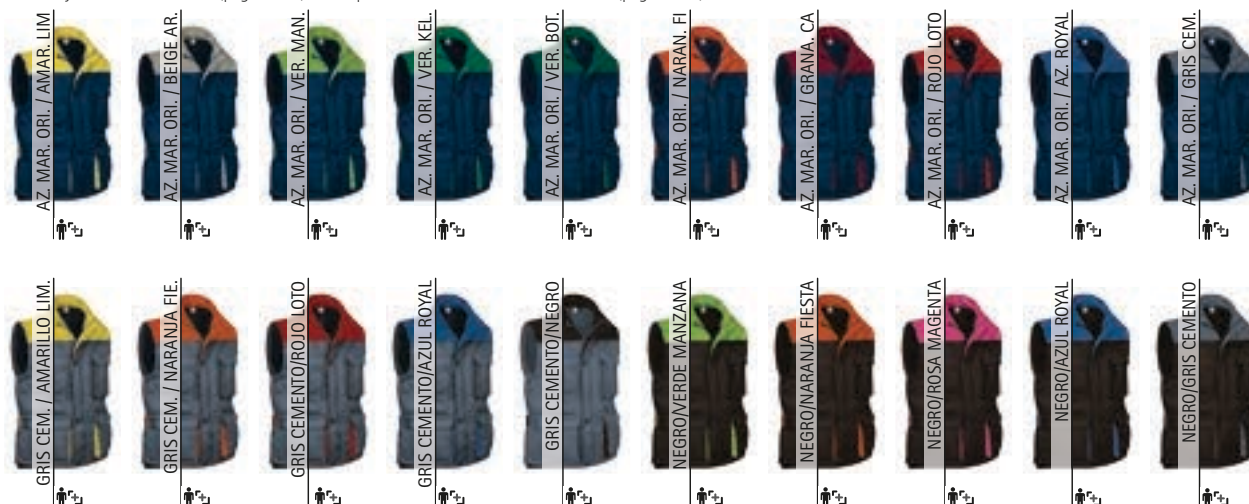 AZ. MAR. ORI. / AMAR. LIM
AZ. MAR. ORI. / BEIGE AR.
AZ. MAR. ORI. / VER. MAN.
AZ. MAR. ORI. / VER. KEL.
AZ. MAR. ORI. / VER. BOT.
AZ. MAR. ORI. / NARAN. FI
AZ. MAR. ORI. / GRANA. CA
AZ. MAR. ORI. / ROJO LOTO
AZ. MAR. ORI. / AZ. ROYAL
AZ. MAR. ORI. / GRIS CEM.
GRIS CEM. / AMARILLO LIM.
GRIS CEM. / NARANJA FIE.
GRIS CEMENTO/ROJO LOTO
GRIS CEMENTO/AZUL ROYAL
GRIS CEMENTO/NEGRO
NEGRO/VERDE MANZANA
NEGRO/NARANJA FIESTA
NEGRO/ROSA MAGENTA
NEGRO/AZUL ROYAL
NEGRO/GRIS CEMENTO